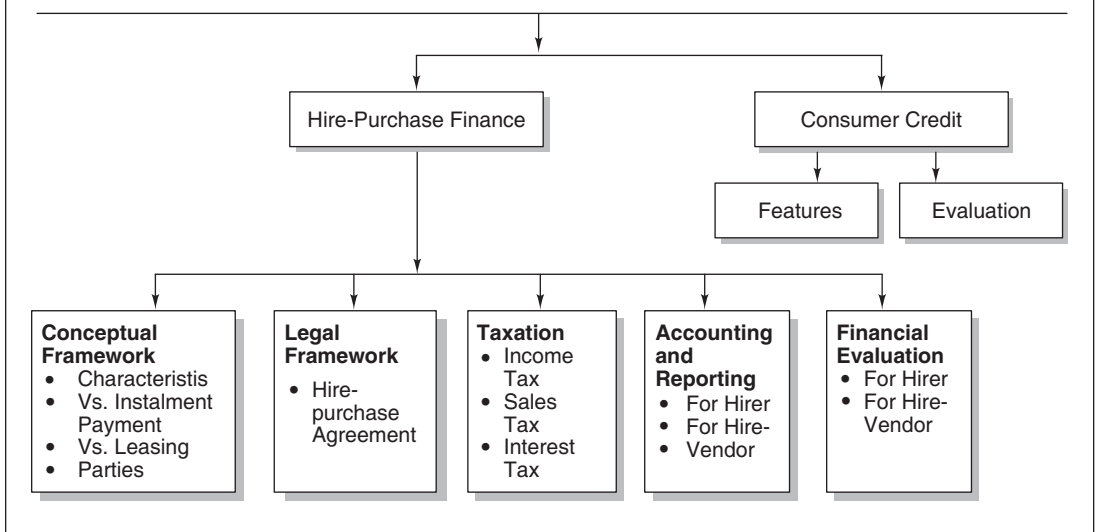 Hire-Purchase Finance
Consumer Credit
Features
Evaluation
Conceptual
Framework
• Characteristis
• Vs. Instalment
Payment
• Vs. Leasing
• Parties
Legal
Framework
• Hire-
purchase
Agreement
Taxation
• Income
Tax
• Sales
Tax
• Interest
Tax
Accounting
and
Reporting
• For Hirer
• For Hire-
• Vendor
Financial
Evaluation
• For Hirer
• For Hire-
Vendor